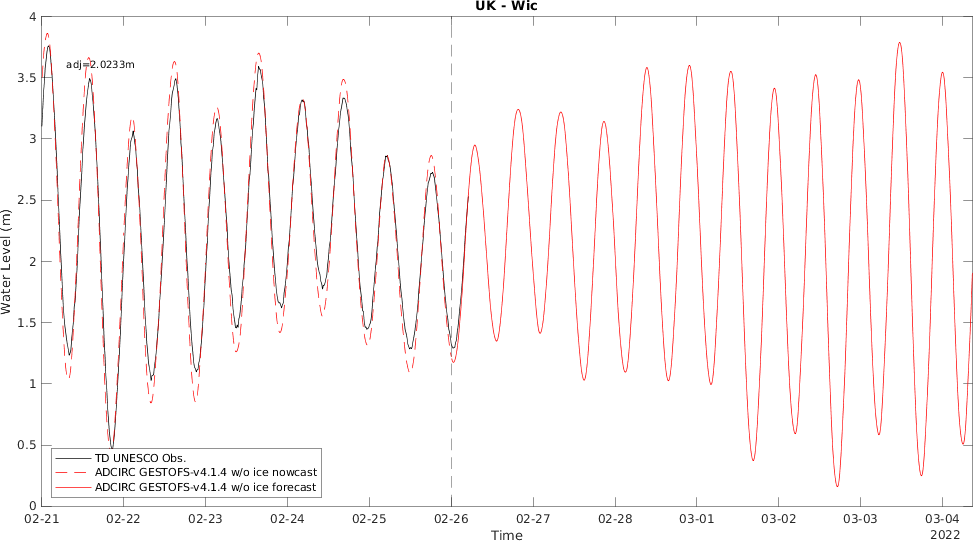 UK - Wic
4
adj=2.0233m
3.5
3
2.5
2
1.5
1
0.5
0
Water Level (m)
TD UNESCO Obs.
ADCIRC GESTOFS-v4.1.4 w/o ice nowcast
ADCIRC GESTOFS-v4.1.4 w/o ice forecast
02-21 02-22 02-23 02-24 02-25 02-26 02-27 02-28 03-01 03-02 03-03 03-04
Time
2022